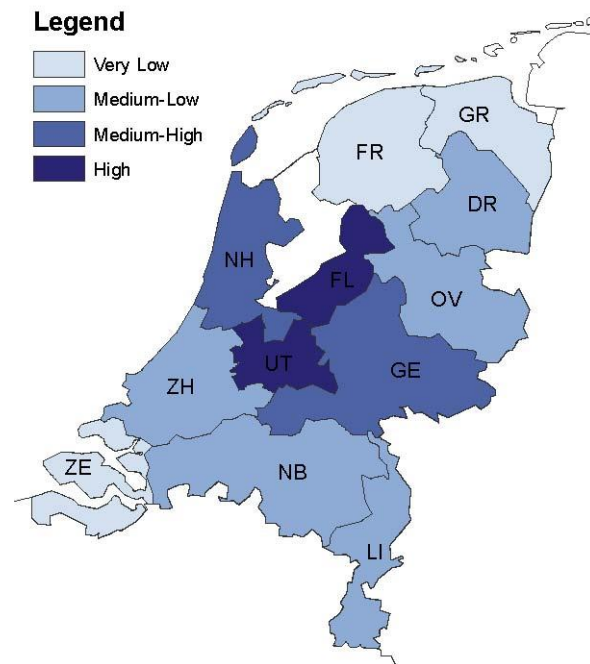 Legend
Very Low
Medium-Low
Medium-High
High
GR
FR
DR
NH
FL
OV
UT
GE
ZH
ZE
NB
LI